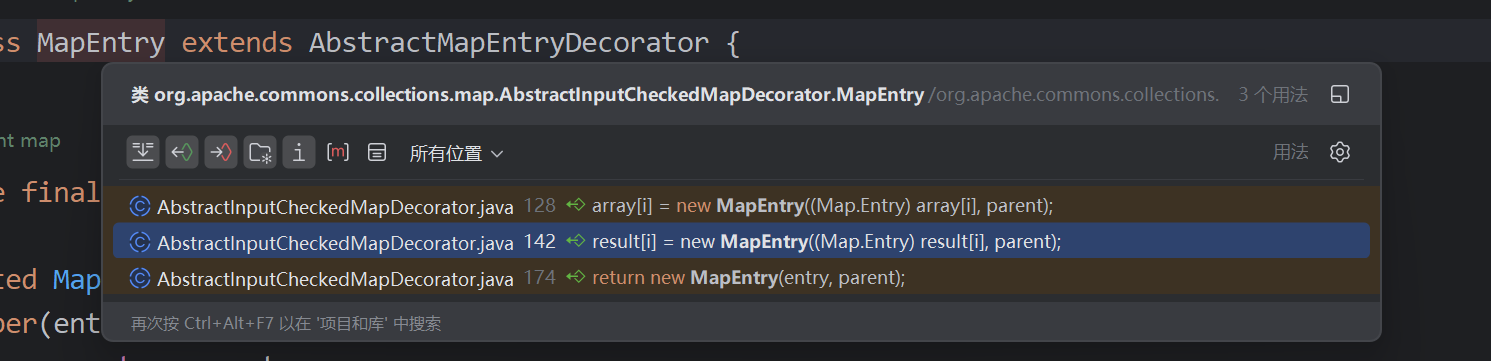 ss MapEntry extends AbstractMapEntryDecorator {
类 org.apache.commons.collections.map.AbstractInputCheckedMapDecorator.MapEntry /org.apache.commons.collections. 3 个用法
nt map
[m] 所有位置 用法
e final
AbstractInputCheckedMapDecorator.java 128 array[i] = new MapEntry((Map.Entry) array[i], parent);
AbstractInputCheckedMapDecorator.java 142 result[i] = new MapEntry((Map.Entry) result[i], parent);
ted Map
AbstractInputCheckedMapDecorator.java 174 return new MapEntry(entry, parent);
per(ent
再次按 Ctrl+Alt+F7 以在 '项目和库' 中搜索